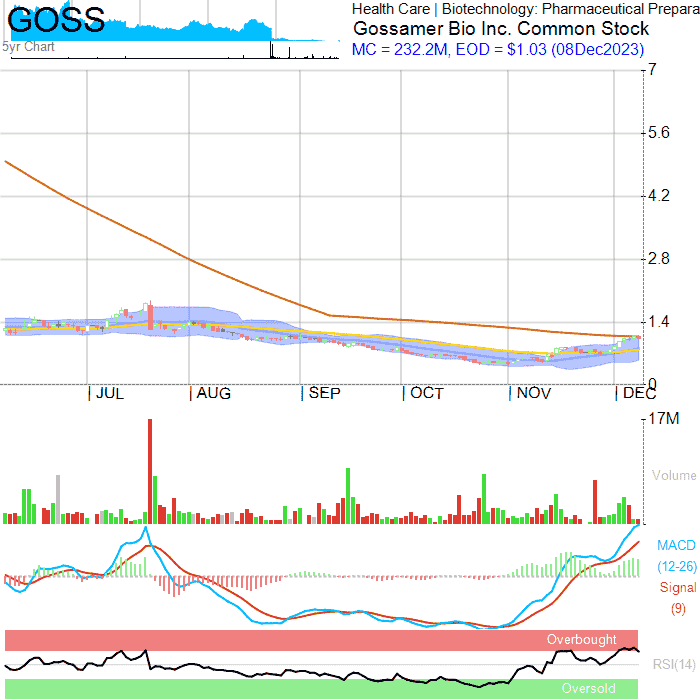 GOSS
Health Care | Biotechnology: Pharmaceutical Prepara
Gossamer Bio Inc. Common Stock
5yr Chart
MC = 232.2M, EOD = $1.03 (08Dec2023)
7
5.6
4.2
2.8
1.4
0
| JUL | AUG | SEP | OCT | NOV | DEC
17M
Volume
MACD
(12-26)
Signal
(9)
Overbought
RSI(14)
Oversold